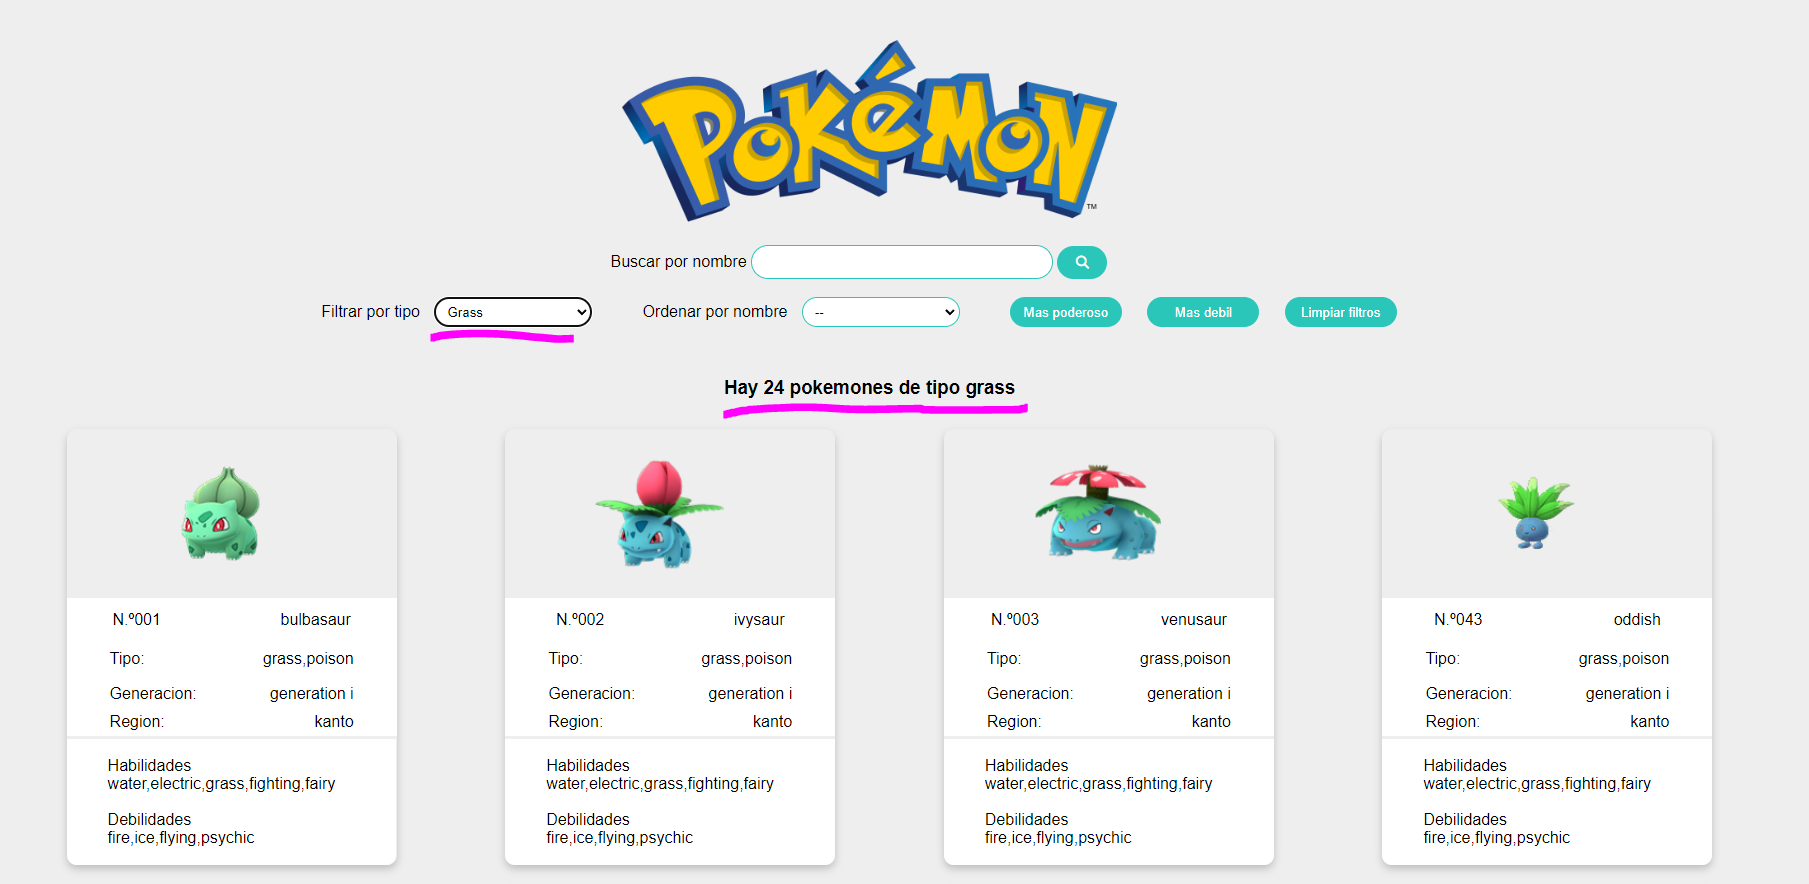 POKéMON
TM
Buscar por nombre
Filtrar por tipo Grass Ordenar por nombre -- Mas poderoso Mas debil Limpiar filtros
Hay 24 pokemones de tipo grass
N.º001 bulbasaur
Tipo: grass,poison
Generacion: generation i
Region: kanto
Habilidades
water,electric,grass,fighting,fairy
Debilidades
fire,ice,flying,psychic
N.º002 ivysaur
Tipo: grass,poison
Generacion: generation i
Region: kanto
Habilidades
water,electric,grass,fighting,fairy
Debilidades
fire,ice,flying,psychic
N.º003 venusaur
Tipo: grass,poison
Generacion: generation i
Region: kanto
Habilidades
water,electric,grass,fighting,fairy
Debilidades
fire,ice,flying,psychic
N.º043 oddish
Tipo: grass,poison
Generacion: generation i
Region: kanto
Habilidades
water,electric,grass,fighting,fairy
Debilidades
fire,ice,flying,psychic